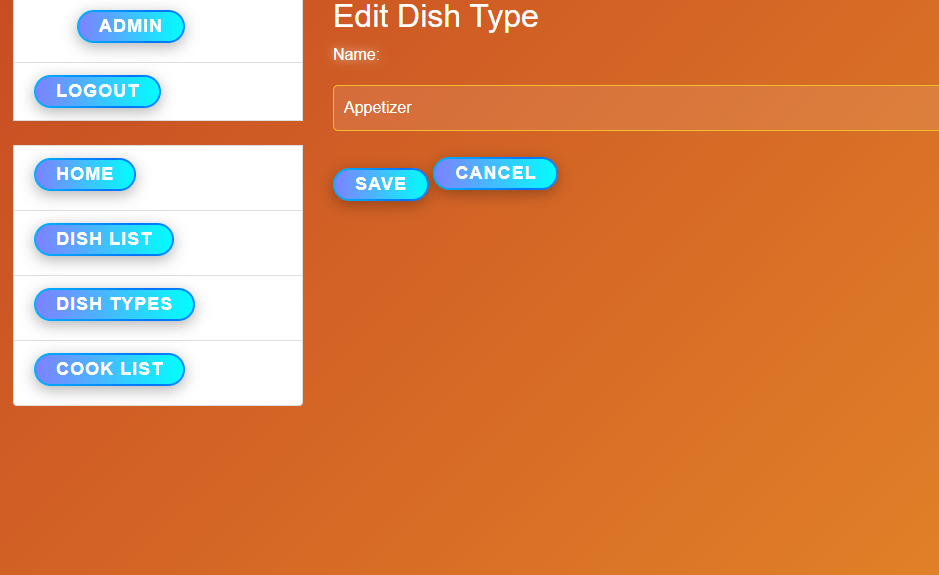 ADMIN
LOGOUT
HOME
DISH LIST
DISH TYPES
COOK LIST
Edit Dish Type
Name:
Appetizer
SAVE
CANCEL